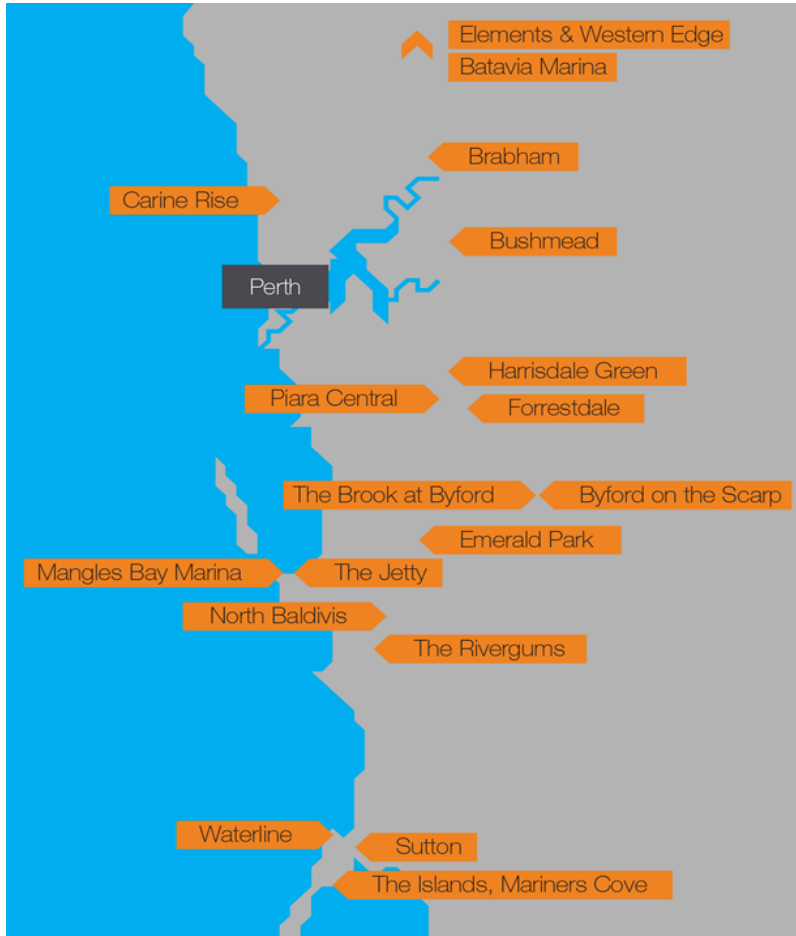 Elements & Western Edge
Batavia Marina
Brabham
Carine Rise
Bushmead
Perth
Harrisdale Green
Piara Central
Forrestdale
The Brook at Byford
Byford on the Scarp
Emerald Park
Mangles Bay Marina
The Jetty
North Baldivis
The Rivergums
Waterline
Sutton
The Islands, Mariners Cove